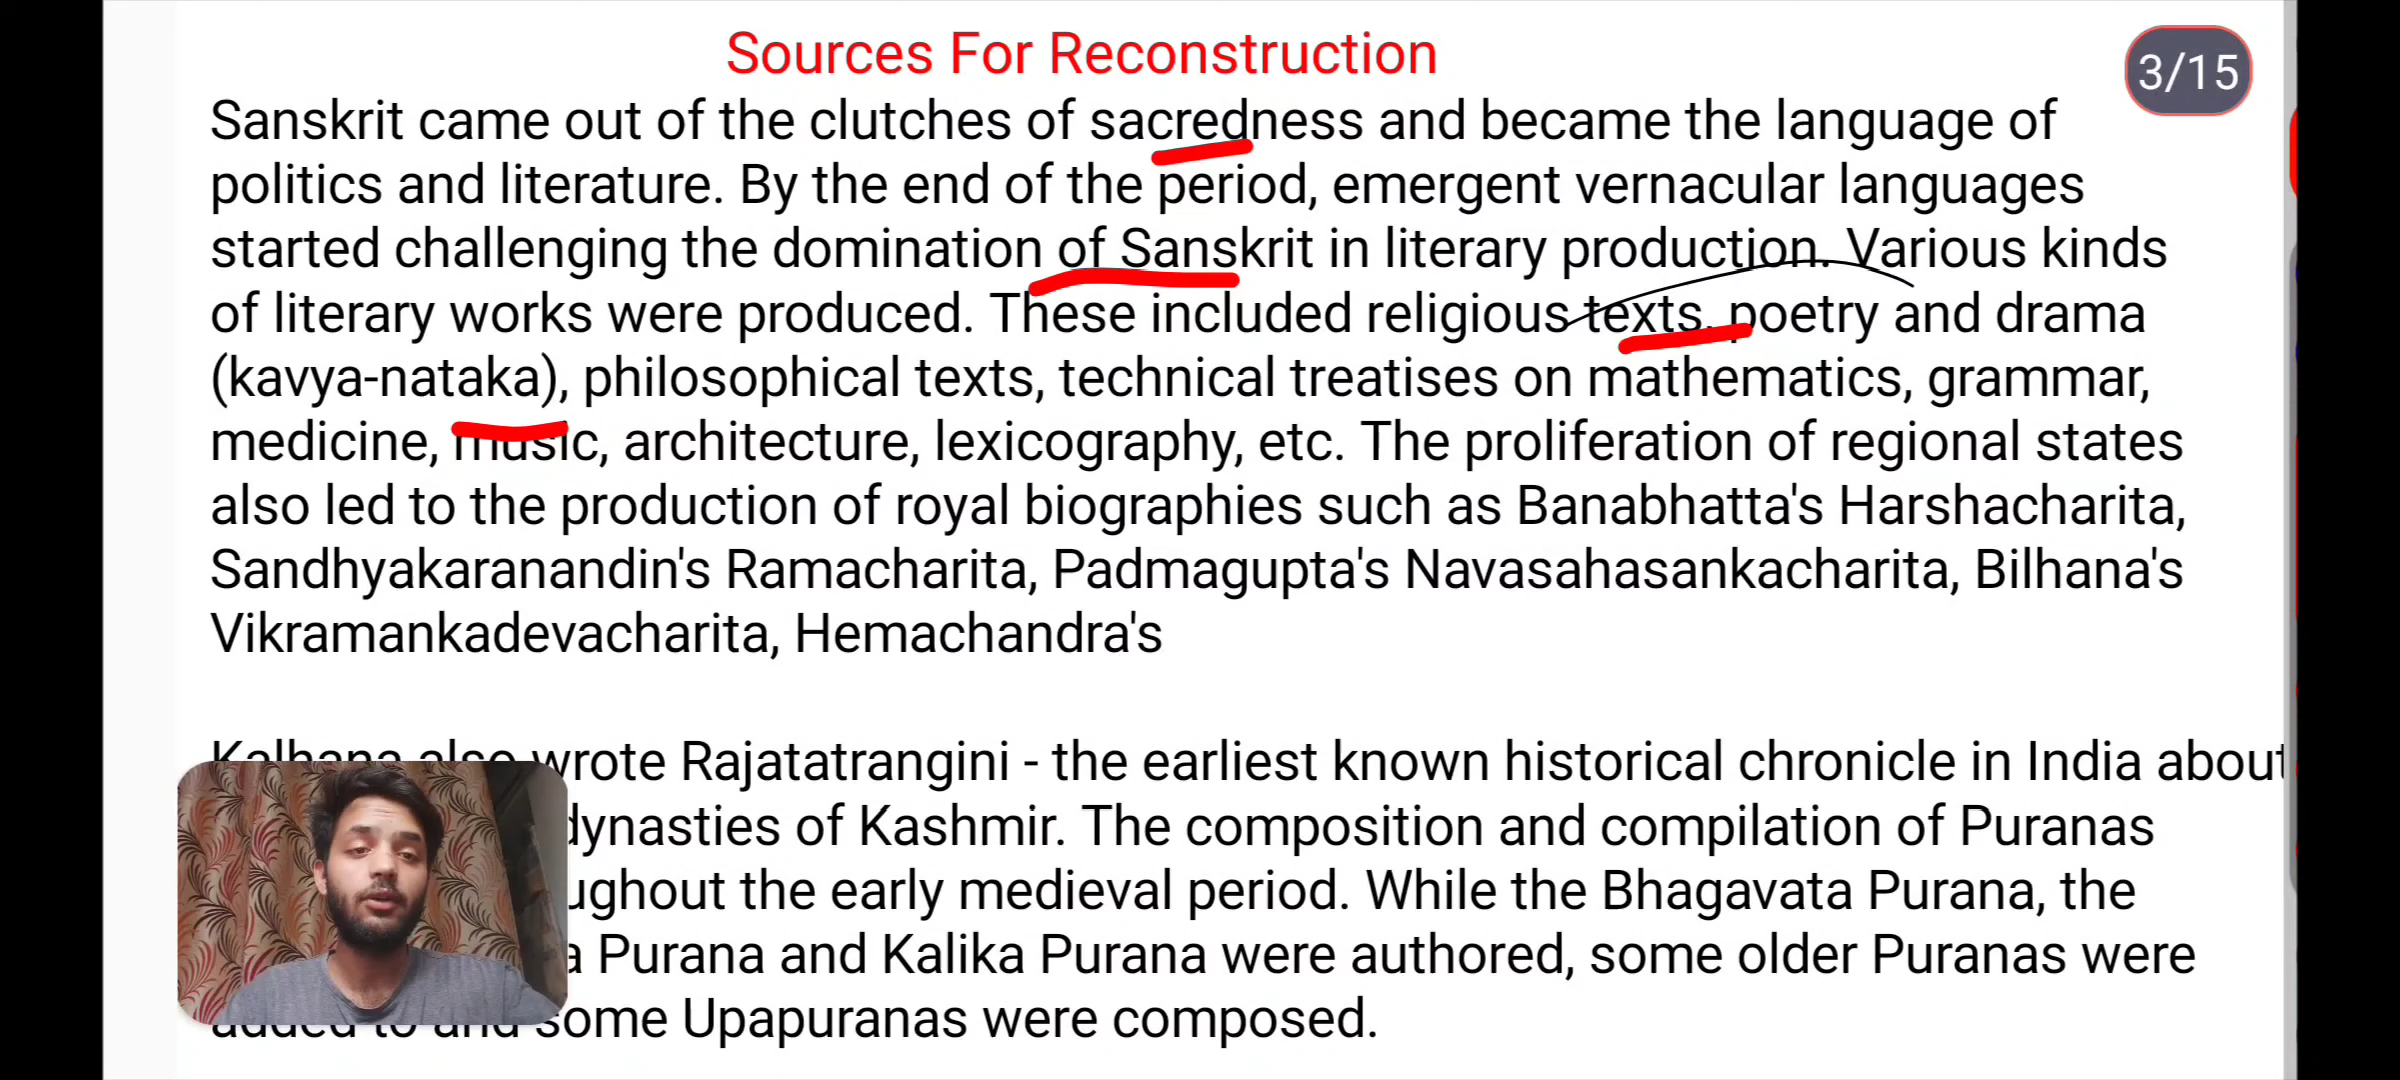 Sources For Reconstruction
3/15
Sanskrit came out of the clutches of sacredness and became the language of
politics and literature. By the end of the period, emergent vernacular languages
started challenging the domination of Sanskrit in literary production. Various kinds
of literary works were produced. These included religious texts, poetry and drama
(kavya-nataka), philosophical texts, technical treatises on mathematics, grammar,
medicine, music, architecture, lexicography, etc. The proliferation of regional states
also led to the production of royal biographies such as Banabhatta's Harshacharita,
Sandhyakaranandin's Ramacharita, Padmagupta's Navasahasankacharita, Bilhana's
Vikramankadevacharita, Hemachandra's
Kalhana also wrote Rajatatrangini - the earliest known historical chronicle in India about
dynasties of Kashmir. The composition and compilation of Puranas
ughout the early medieval period. While the Bhagavata Purana, the
a Purana and Kalika Purana were authored, some older Puranas were
added to and some Upapuranas were composed.